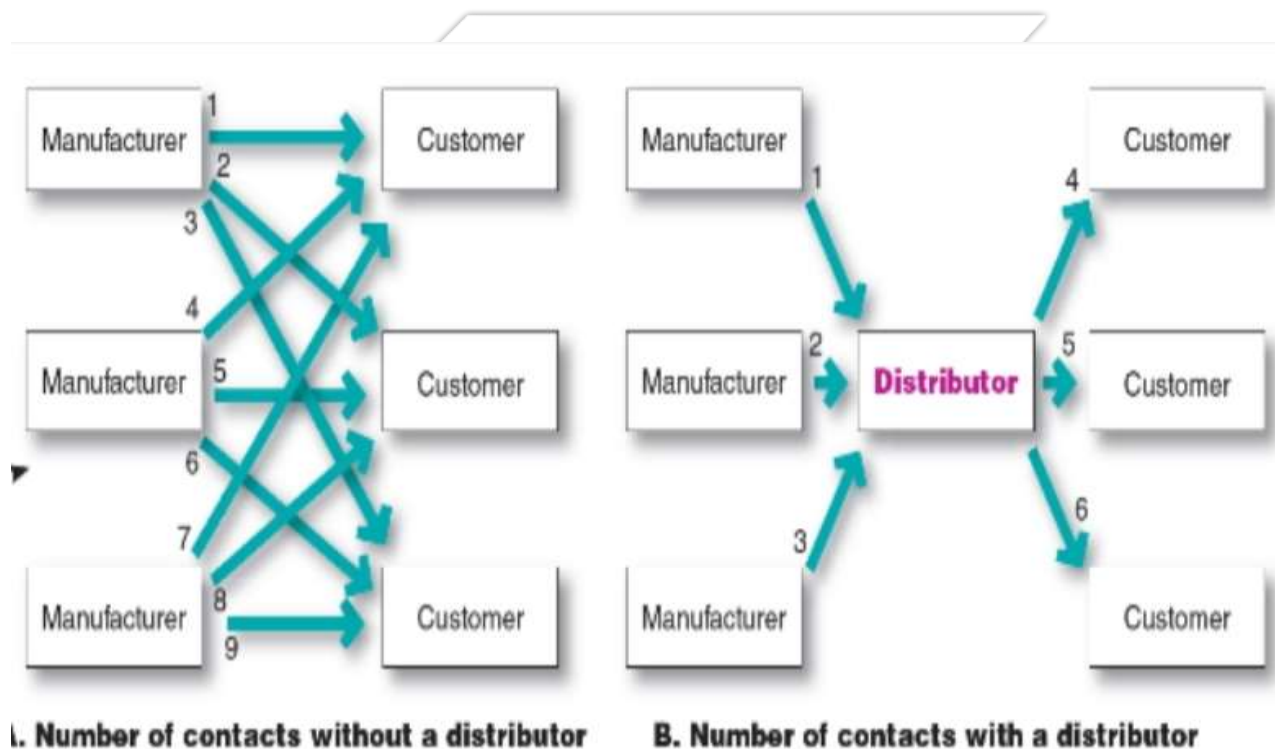 1
Manufacturer
Customer
2
3
4
Manufacturer
5
Customer
6
7
Manufacturer
8
Customer
9
A. Number of contacts without a distributor
Manufacturer
1
4
Customer
2
Manufacturer
Distributor
5
Customer
3
6
Manufacturer
Customer
B. Number of contacts with a distributor